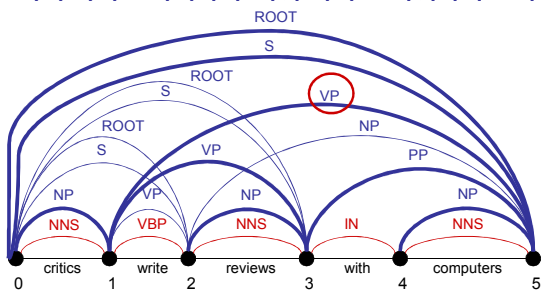 ROOT
S
ROOT
S
VP
NP
ROOT
S
VP
PP
NP
VP
NP
NP
NNS
VBP
NNS
IN
NNS
critics
write
reviews
with
computers
0
1
2
3
4
5